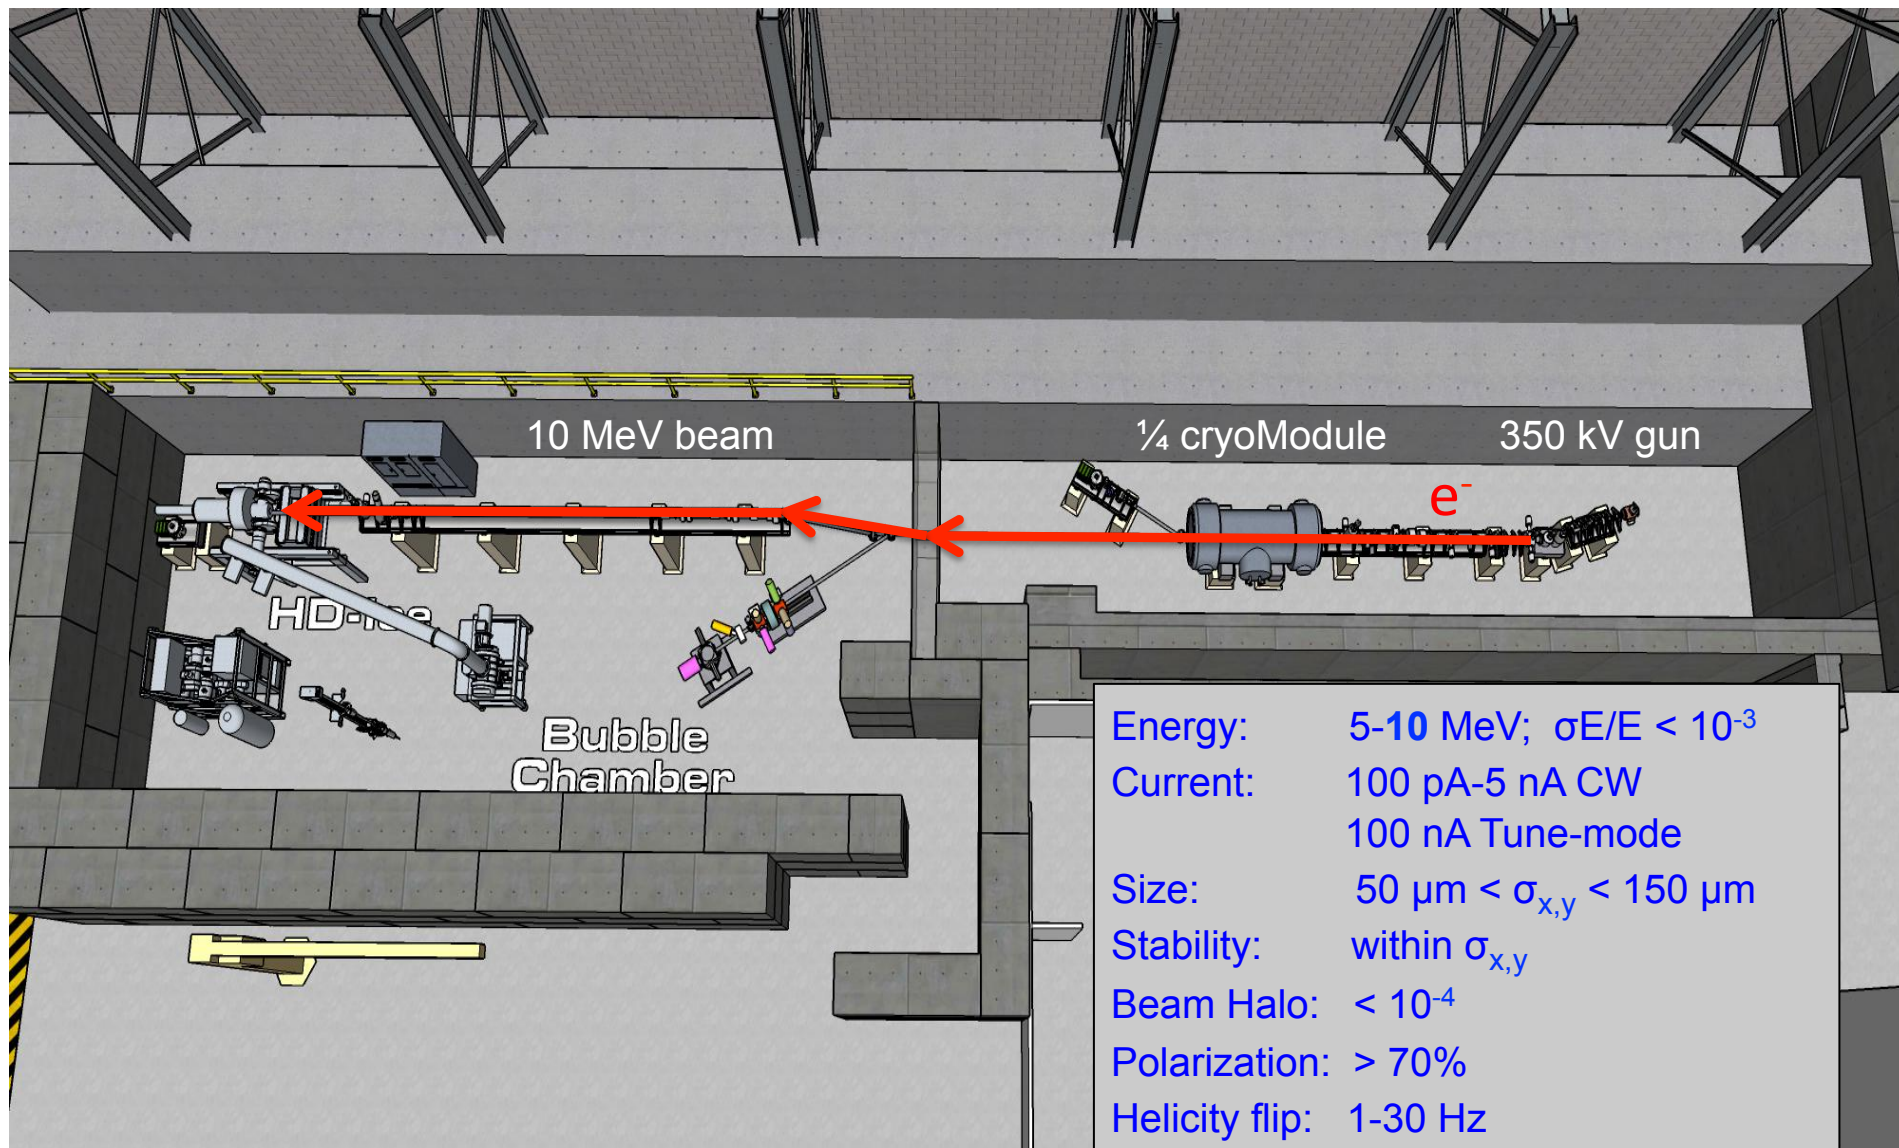 10 MeV beam
¼ cryoModule
350 kV gun
e-
HD-Ice
Bubble
Chamber
Energy: 5-10 MeV; σE/E < 10-3
Current: 100 pA-5 nA CW
100 nA Tune-mode
Size: 50 µm < σx,y < 150 µm
Stability: within σx,y
Beam Halo: < 10-4
Polarization: > 70%
Helicity flip: 1-30 Hz